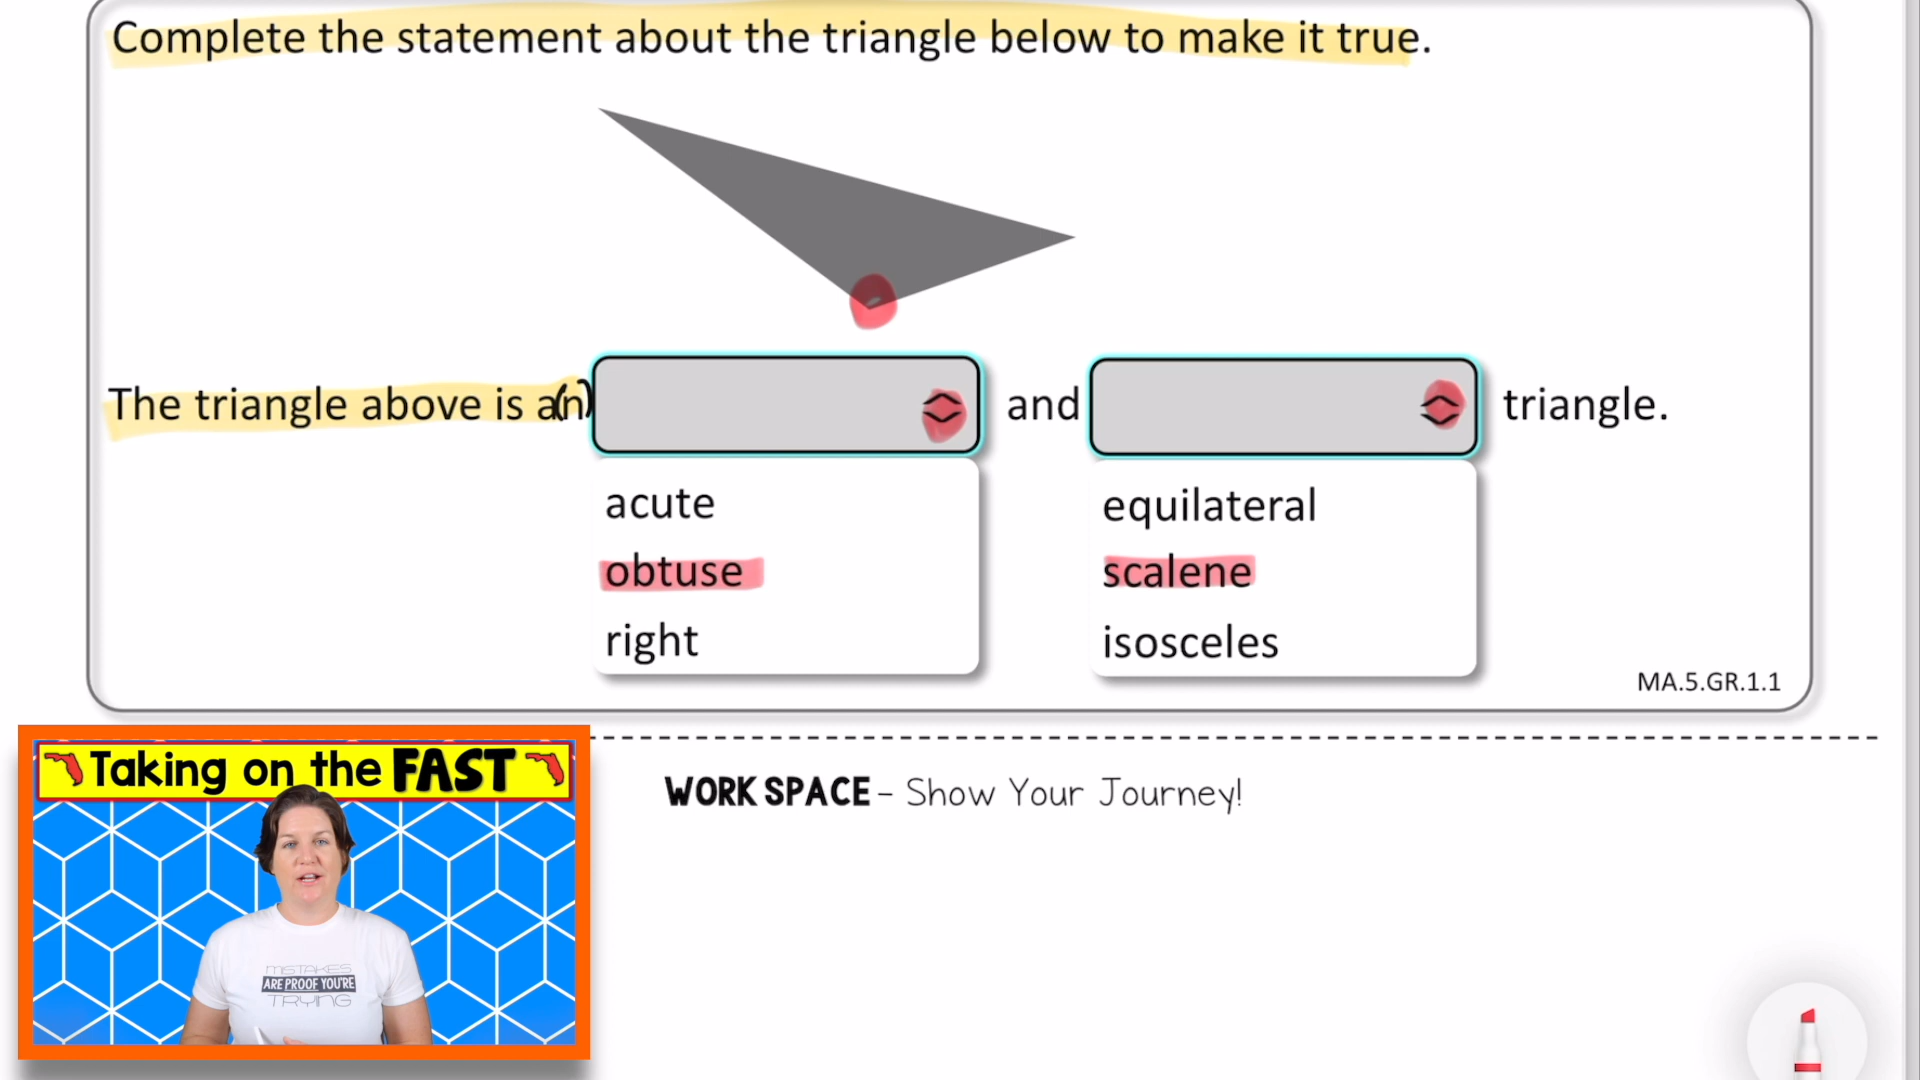 Complete the statement about the triangle below to make it true.
The triangle above is a(n) and triangle.
acute
obtuse
right
equilateral
scalene
isosceles
MA.5.GR.1.1
Taking on the FAST
MISTAKES
ARE PROOF YOU'RE
TRYING
WORK SPACE - Show Your Journey!